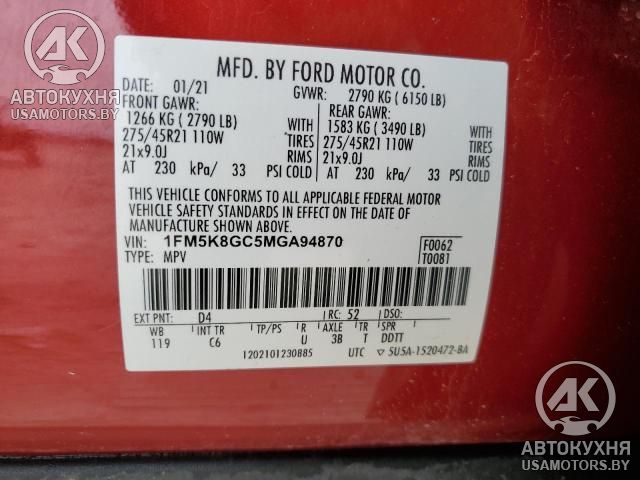 AK
АВТОКУХНЯ
USAMOTORS.BY
MFD. BY FORD MOTOR CO.
DATE: 01/21 GVWR: 2790 KG ( 6150 LB)
FRONT GAWR: REAR GAWR:
1266 KG ( 2790 LB) WITH 1583 KG ( 3490 LB) WITH
275/45R21 110W TIRES 275/45R21 110W TIRES
21x9.0J RIMS 21x9.0J RIMS
AT 230 kPa/ 33 PSI COLD AT 230 kPa/ 33 PSI COLD
THIS VEHICLE CONFORMS TO ALL APPLICABLE FEDERAL MOTOR
VEHICLE SAFETY STANDARDS IN EFFECT ON THE DATE OF
MANUFACTURE SHOWN ABOVE.
VIN: 1FM5K8GC5MGA94870 F0062
TYPE: MPV T0081
EXT PNT: D4 RC: 52 DSO:
WB INT TR TP/PS R AXLE TR SPR
119 C6 U 3B T DDTT
1202101230885 UTC ▽ 5U5A-1520472-BA
AK
АВТОКУХНЯ
USAMOTORS.BY